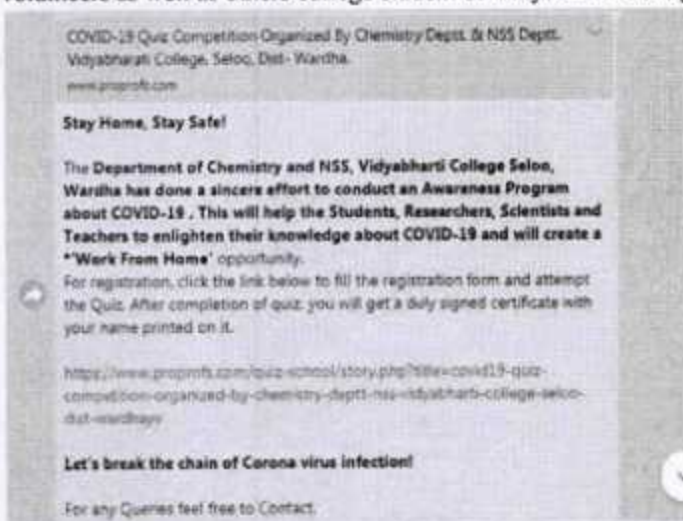 as well as others college
COVID-19 Quiz Competition Organized By Chemistry Deptt. & NSS Deptt.
Vidyabharati College, Seloo, Dist- Wardha.
www.proprofs.com
Stay Home, Stay Safe!
The Department of Chemistry and NSS, Vidyabharti College Seloo,
Wardha has done a sincere effort to conduct an Awareness Program
about COVID-19 . This will help the Students, Researchers, Scientists and
Teachers to enlighten their knowledge about COVID-19 and will create a
*'Work From Home' opportunity.
For registration, click the link below to fill the registration form and attempt
the Quiz. After completion of quiz, you will get a duly signed certificate with
your name printed on it.
https://www.proprofs.com/quiz-school/story.php?title=covid19-quiz-
competition-organized-by-chemistry-deptt-nss-vidyabharti-college-seloo-
dist-wardhayv
Let's break the chain of Corona virus infection!
For any Queries feel free to Contact.